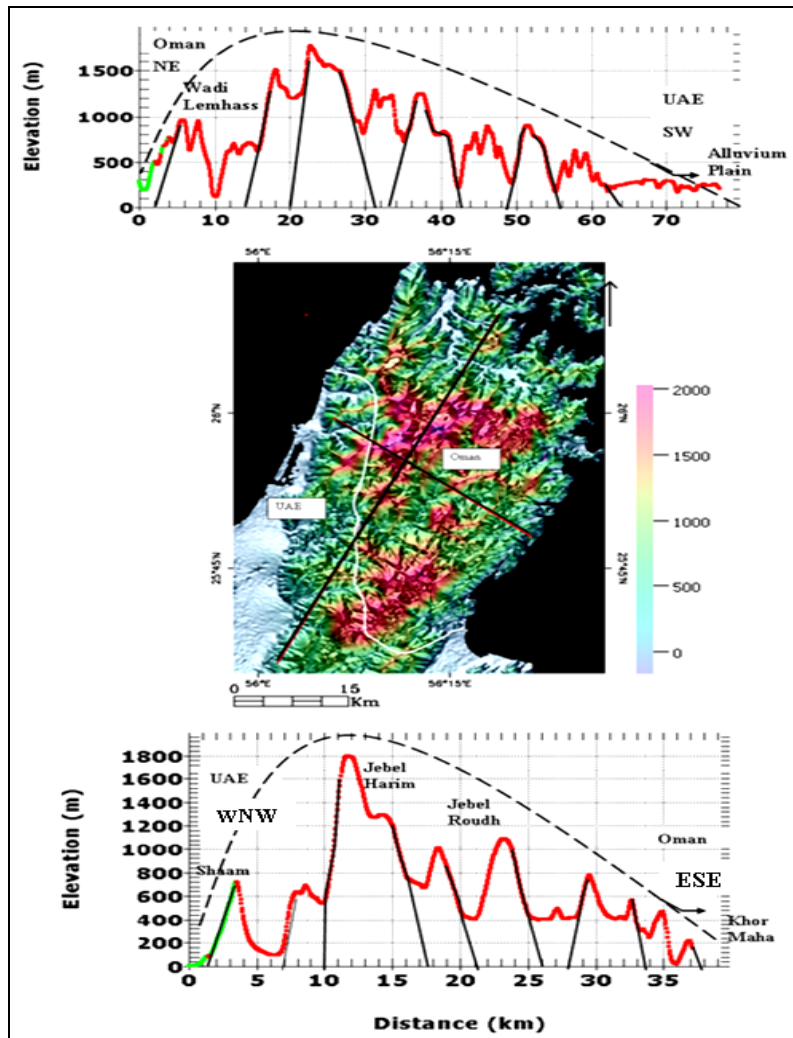 Elevation (m)
1500
1000
500
0
Oman
NE
Wadi
Lemhass
UAE
SW
Alluvium
Plain
0 10 20 30 40 50 60 70
56°E 56°15'E
26°N 26°N
Oman
UAE
25°45'N 25°45'N
56°E 56°15'E
0 15
Km
2000
1500
1000
500
0
Elevation (m)
1800
1600
1400
1200
1000
800
600
400
200
0
UAE
WNW
Shaam
Jebel
Harim
Jebel
Roudh
Oman
ESE
Khor
Maha
0 5 10 15 20 25 30 35
Distance (km)